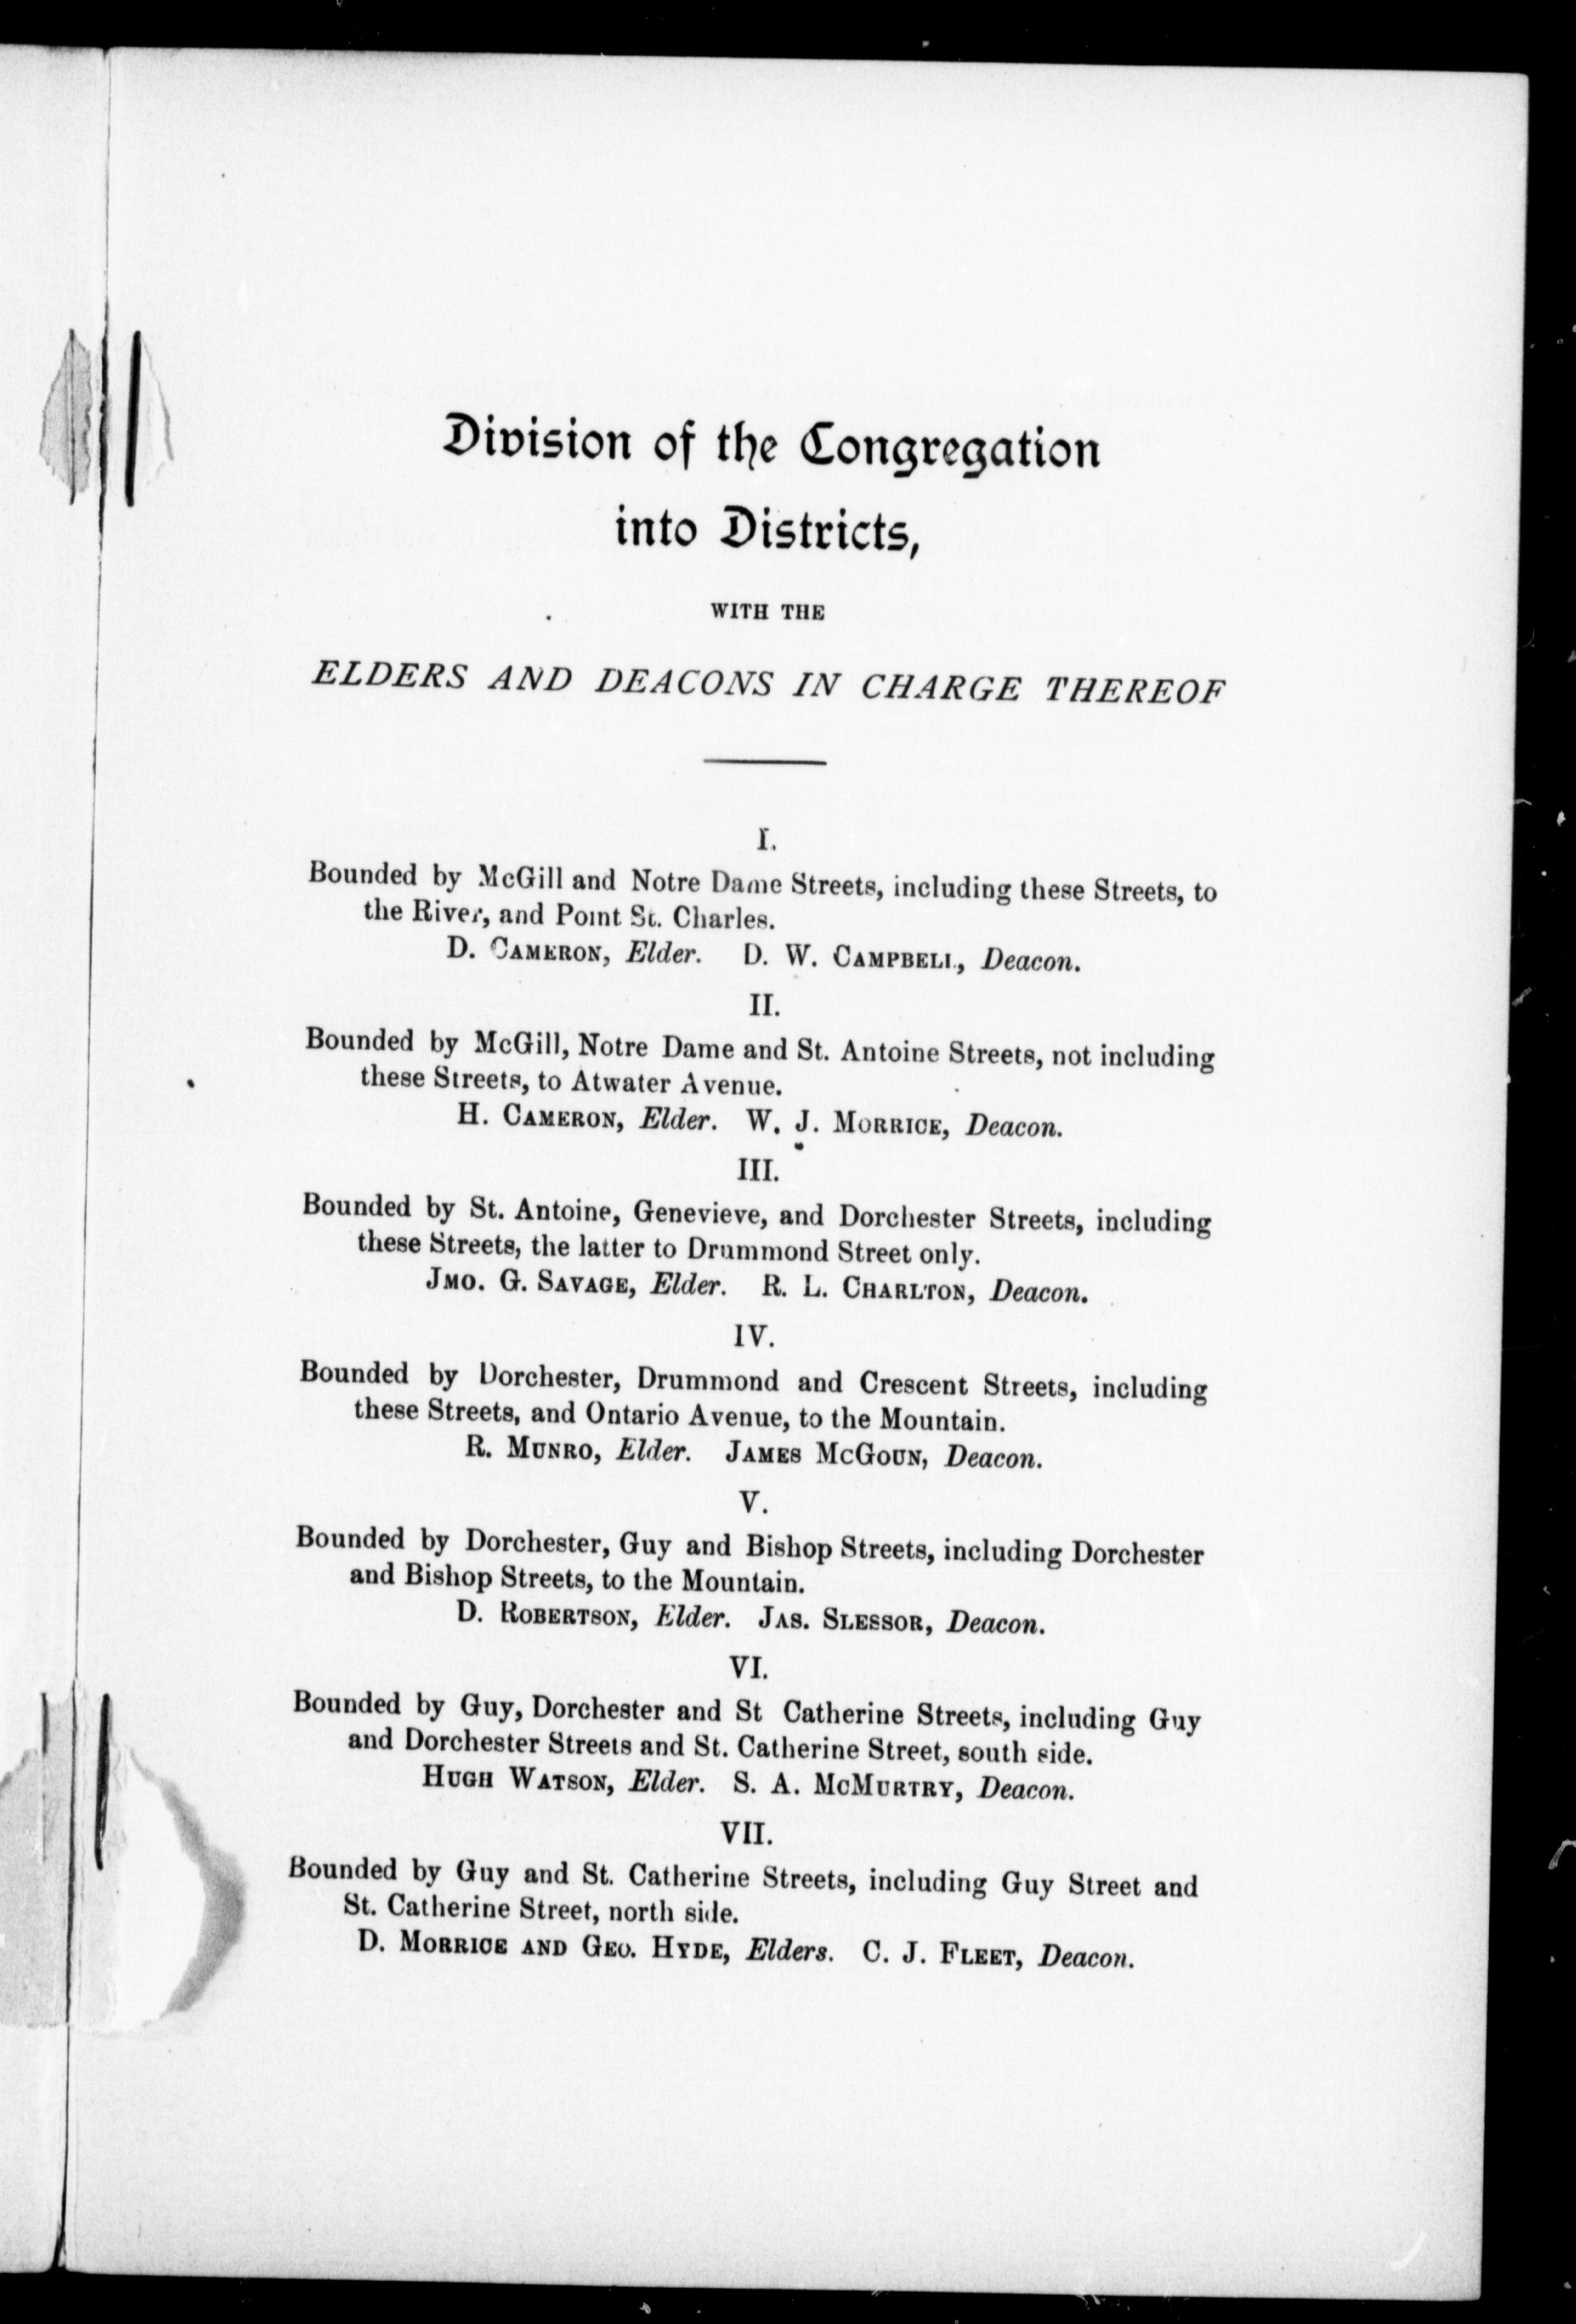 Division of the Congregation
into Districts,
WITH THE
ELDERS AND DEACONS IN CHARGE THEREOF
I.
Bounded by McGill and Notre Dame Streets, including these Streets, to
the River, and Point St. Charles.
D. CAMERON, Elder. D. W. CAMPBELL, Deacon.
II.
Bounded by McGill, Notre Dame and St. Antoine Streets, not including
these Streets, to Atwater Avenue.
H. CAMERON, Elder. W. J. MORRICE, Deacon.
III.
Bounded by St. Antoine, Genevieve, and Dorchester Streets, including
these Streets, the latter to Drummond Street only.
JMO. G. SAVAGE, Elder. R. L. CHARLTON, Deacon.
IV.
Bounded by Dorchester, Drummond and Crescent Streets, including
these Streets, and Ontario Avenue, to the Mountain.
R. MUNRO, Elder. JAMES MCGOUN, Deacon.
V.
Bounded by Dorchester, Guy and Bishop Streets, including Dorchester
and Bishop Streets, to the Mountain.
D. ROBERTSON, Elder. JAS. SLESSOR, Deacon.
VI.
Bounded by Guy, Dorchester and St Catherine Streets, including Guy
and Dorchester Streets and St. Catherine Street, south side.
HUGH WATSON, Elder. S. A. MCMURTRY, Deacon.
VII.
Bounded by Guy and St. Catherine Streets, including Guy Street and
St. Catherine Street, north side.
D. MORRICE AND GEO. HYDE, Elders. C. J. FLEET, Deacon.